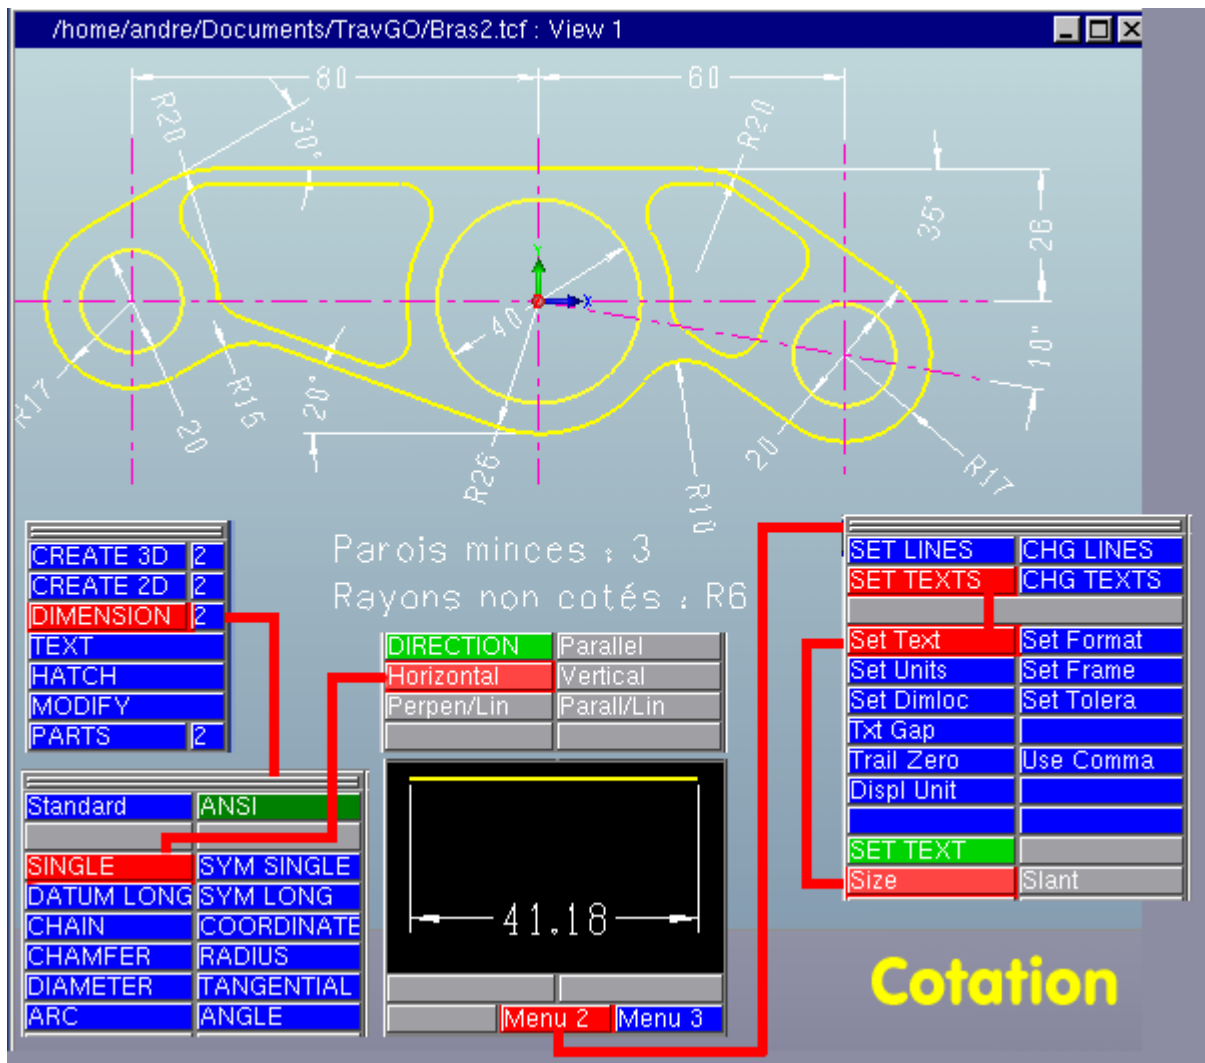 /home/andre/Documents/TravGO/Bras2.tcf : View 1
80
60
R20
30°
R20
35°
26
40
10°
R17
R16
20
20°
R26
R10
20
R17
Parois minces : 3
Rayons non cotés : R6
CREATE 3D 2
CREATE 2D 2
DIMENSION 2
TEXT
HATCH
MODIFY
PARTS 2
DIRECTION Parallel
Horizontal Vertical
Perpen/Lin Parall/Lin
SET LINES CHG LINES
SET TEXTS CHG TEXTS
Set Text Set Format
Set Units Set Frame
Set Dimloc Set Tolera
Txt Gap
Trail Zero Use Comma
Displ Unit
SET TEXT
Size Slant
Standard ANSI
SINGLE SYM SINGLE
DATUM LONG SYM LONG
CHAIN COORDINATE
CHAMFER RADIUS
DIAMETER TANGENTIAL
ARC ANGLE
41.18
Menu 2 Menu 3
Cotation
X
Y